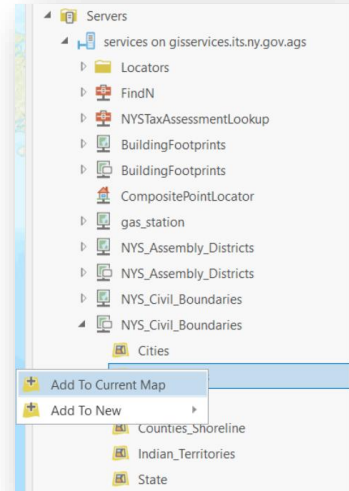 Servers
services on gisservices.its.ny.gov.ags
Locators
FindN
NYSTaxAssessmentLookup
BuildingFootprints
BuildingFootprints
CompositePointLocator
gas_station
NYS_Assembly_Districts
NYS_Assembly_Districts
NYS_Civil_Boundaries
NYS_Civil_Boundaries
Cities
Add To Current Map
Add To New
Counties_Shoreline
Indian_Territories
State